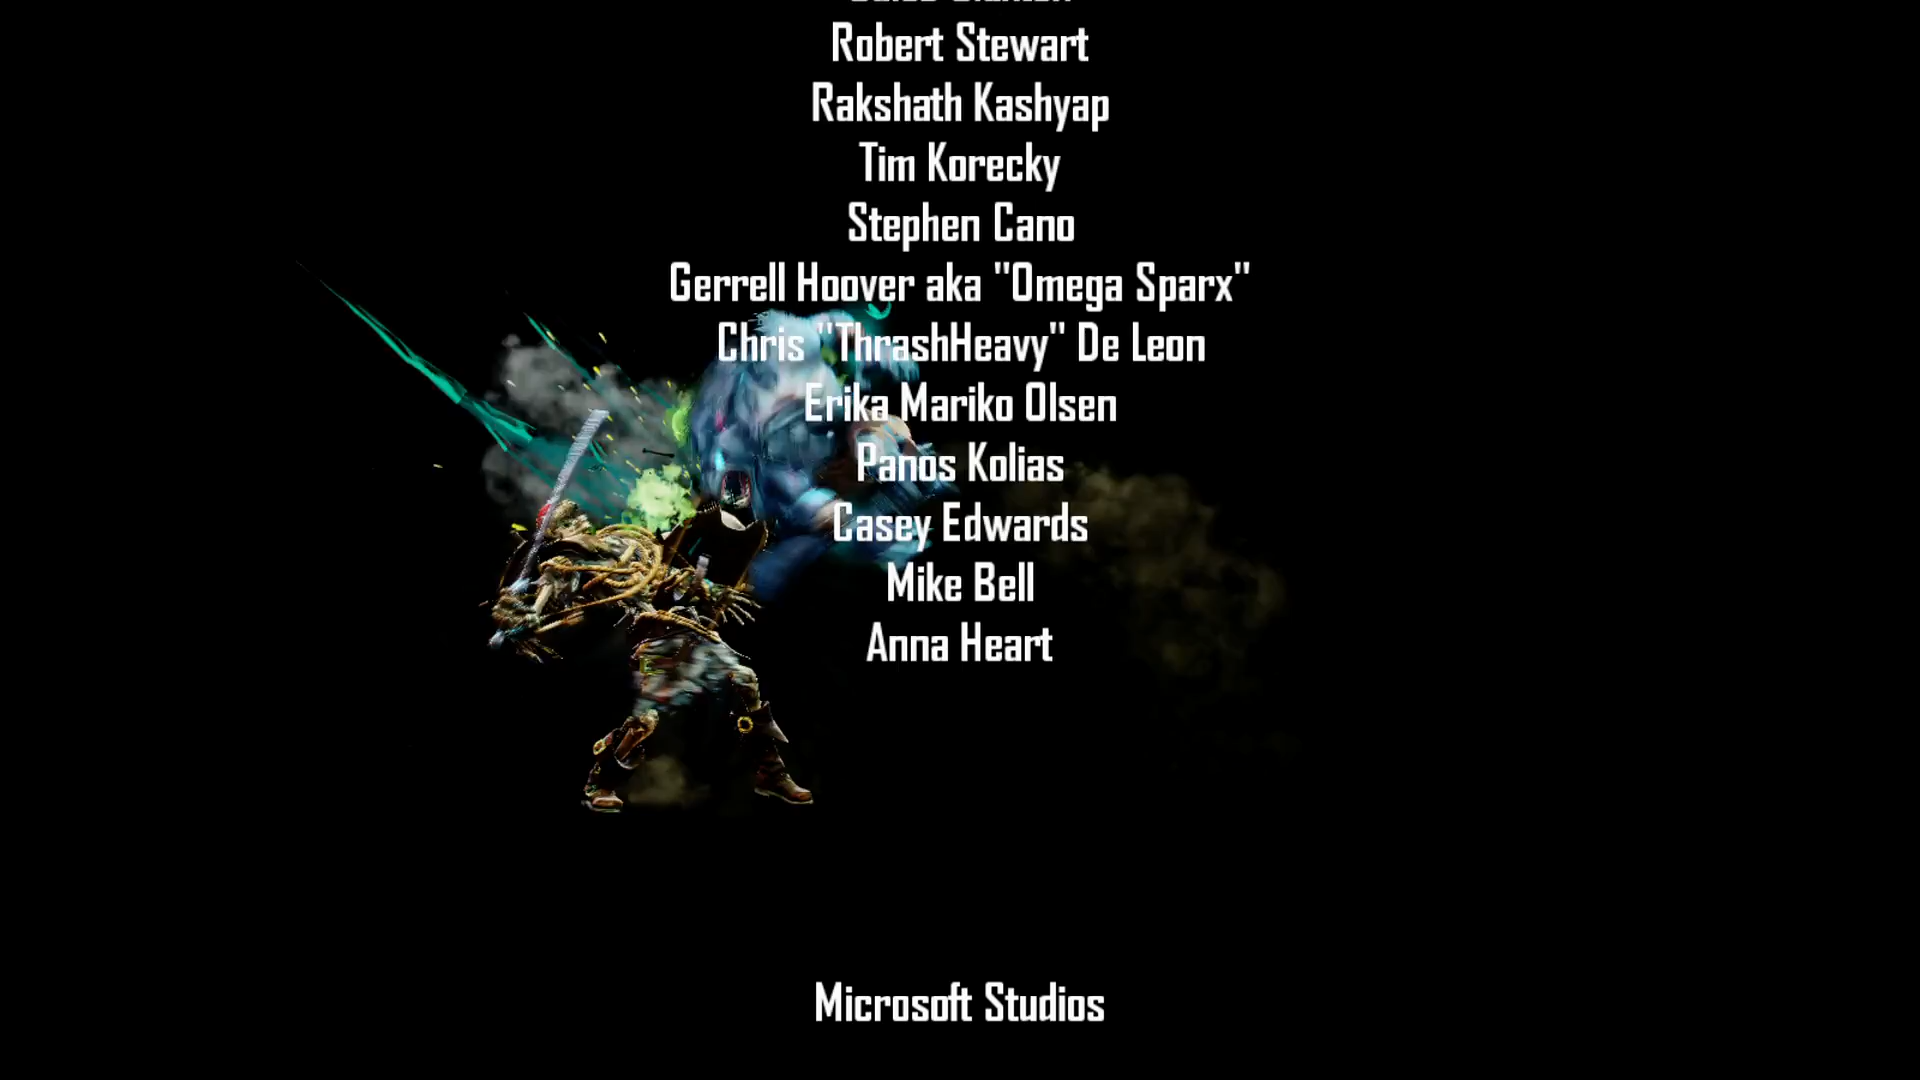 Robert Stewart
Rakshath Kashyap
Tim Korecky
Stephen Cano
Gerrell Hoover aka "Omega Sparx"
Chris "ThrashHeavy" De Leon
Erika Mariko Olsen
Panos Kolias
Casey Edwards
Mike Bell
Anna Heart
Microsoft Studios